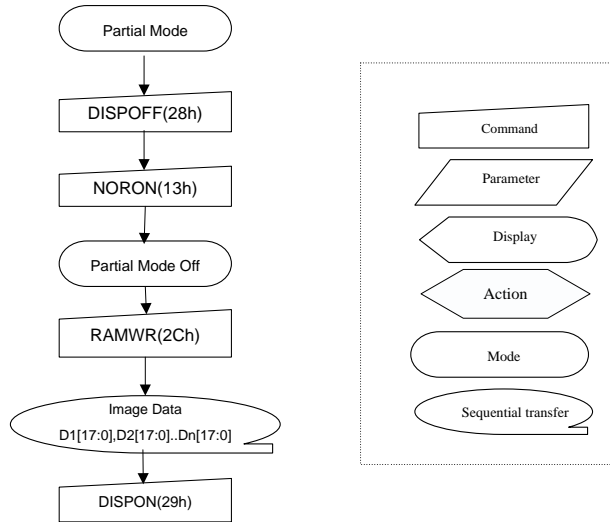 Partial Mode
DISPOFF(28h)
NORON(13h)
Partial Mode Off
RAMWR(2Ch)
Image Data
D1[17:0],D2[17:0]..Dn[17:0]
DISPON(29h)
Command
Parameter
Display
Action
Mode
Sequential transfer